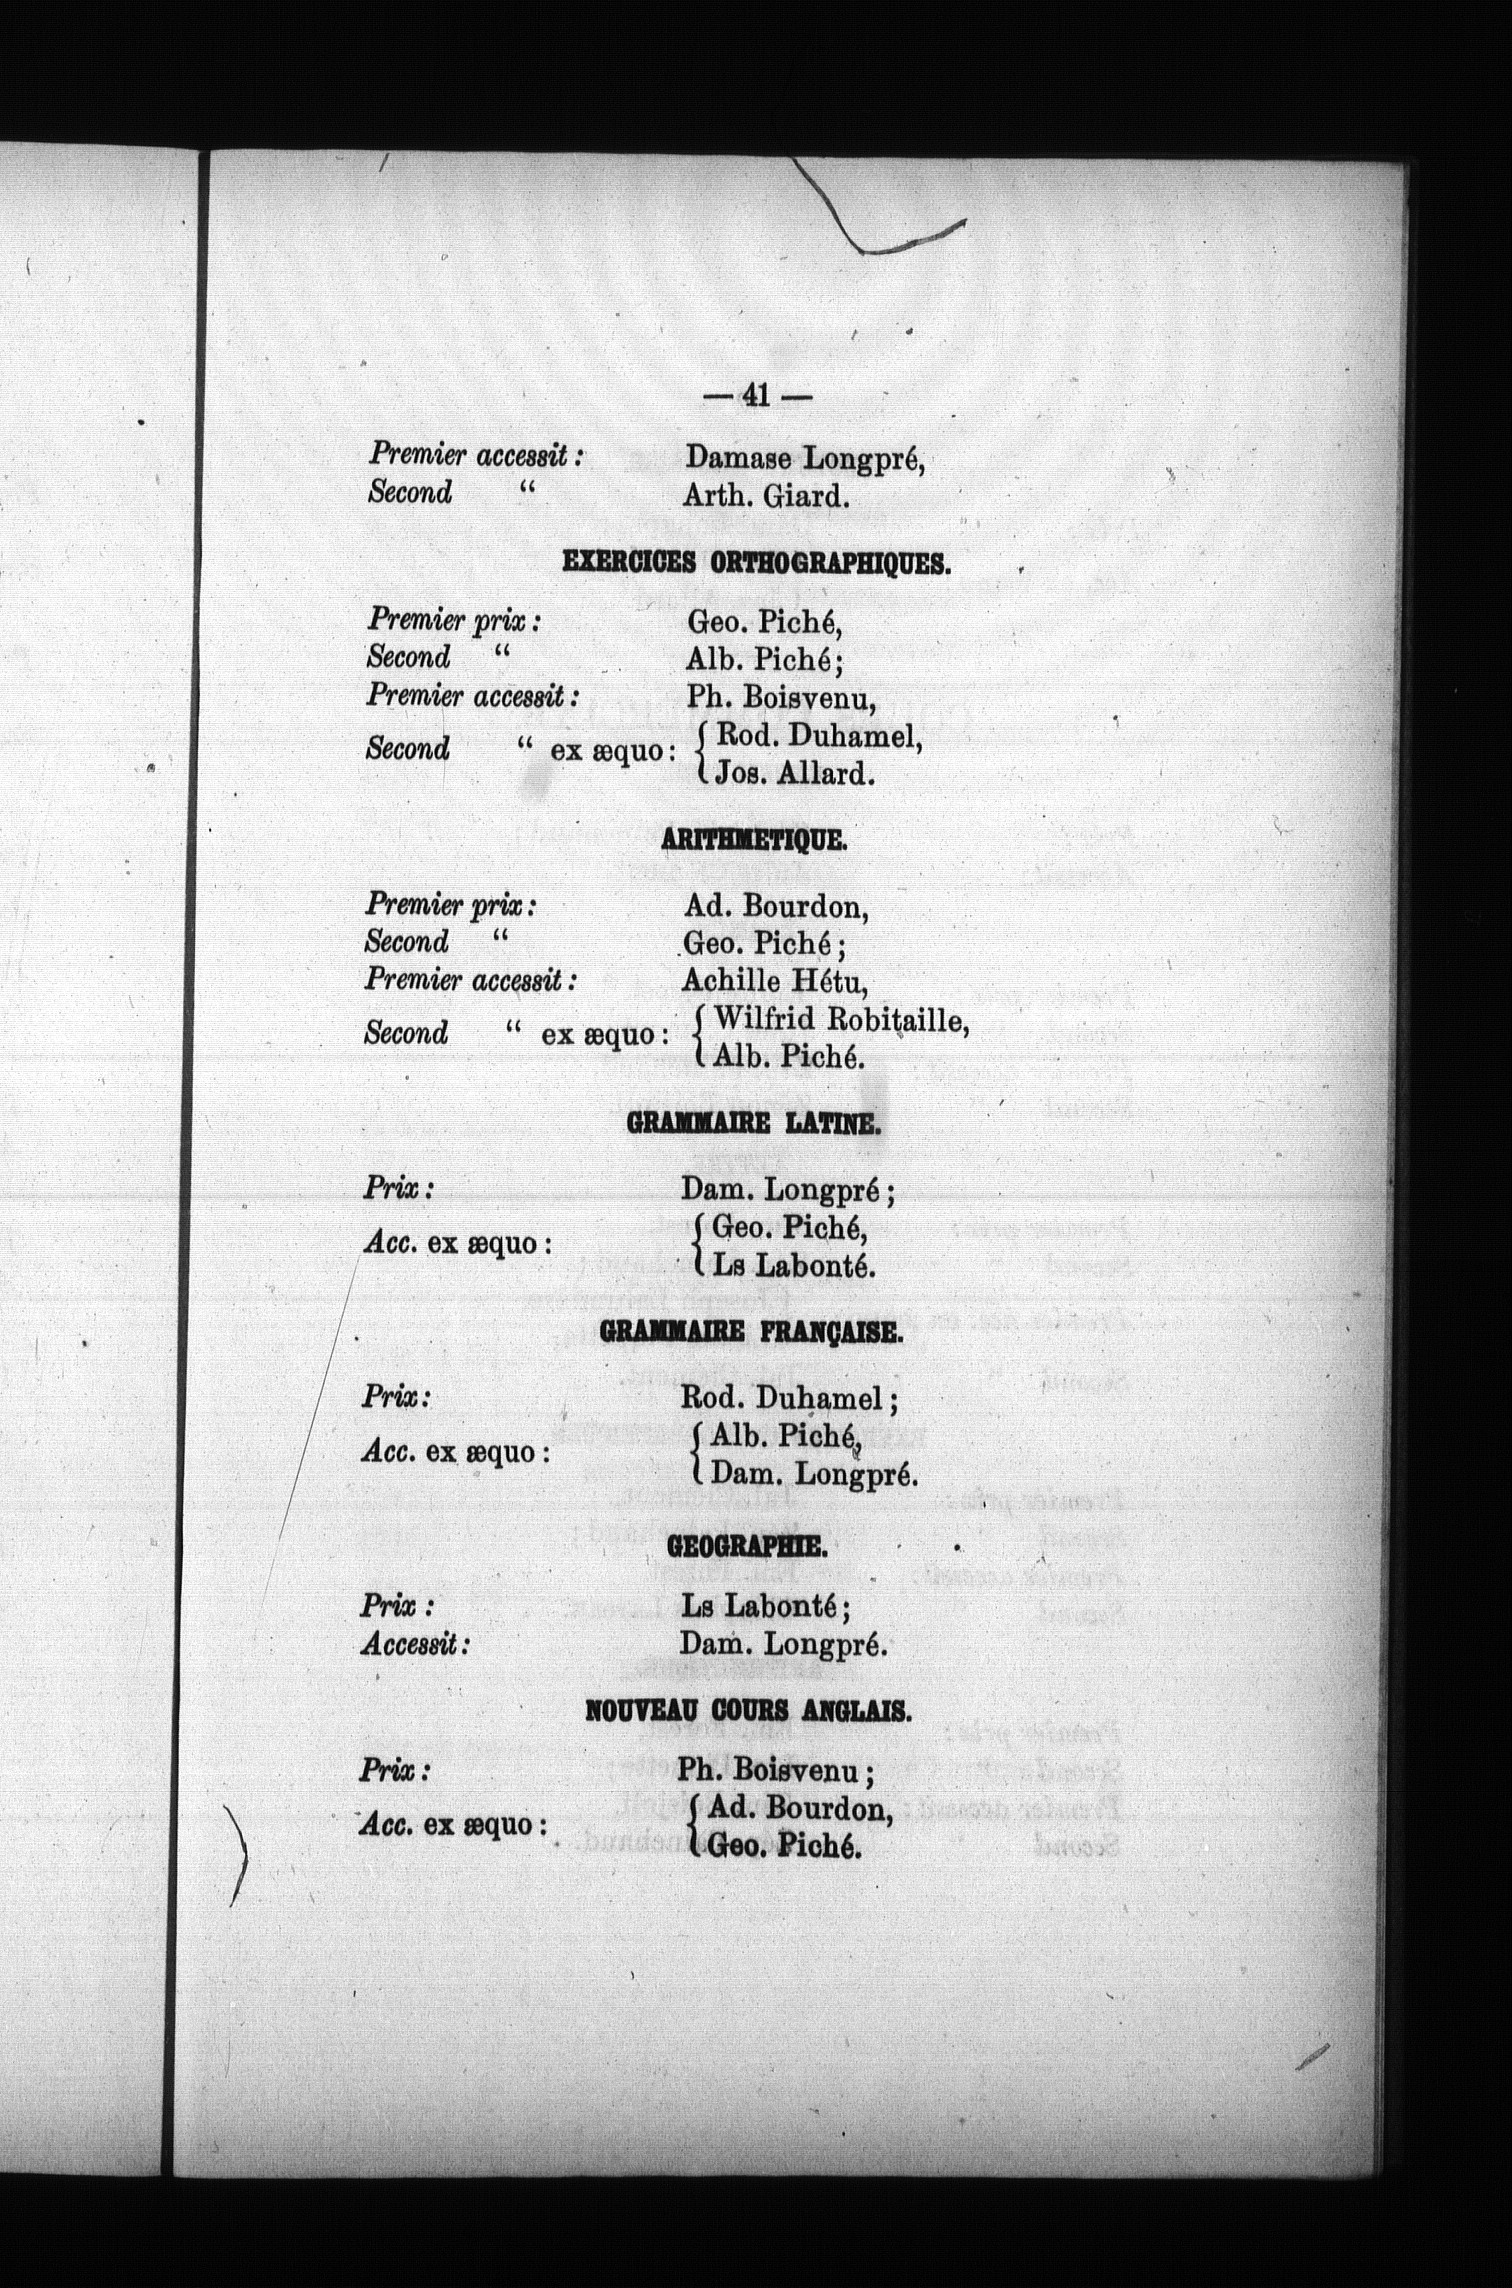 — 41 —
Premier accessit : Damase Longpré,
Second “ Arth. Giard.
EXERCICES ORTHOGRAPHIQUES.
Premier prix : Geo. Piché,
Second “ Alb. Piché ;
Premier accessit : Ph. Boisvenu,
Second “ ex æquo : { Rod. Duhamel,
Jos. Allard.
ARITHMETIQUE.
Premier prix : Ad. Bourdon,
Second “ Geo. Piché ;
Premier accessit : Achille Hétu,
Second “ ex æquo : { Wilfrid Robitaille,
Alb. Piché.
GRAMMAIRE LATINE.
Prix : Dam. Longpré ;
Acc. ex æquo : { Geo. Piché,
Ls Labonté.
GRAMMAIRE FRANÇAISE.
Prix : Rod. Duhamel ;
Acc. ex æquo : { Alb. Piché,
Dam. Longpré.
GEOGRAPHIE.
Prix : Ls Labonté ;
Accessit : Dam. Longpré.
NOUVEAU COURS ANGLAIS.
Prix : Ph. Boisvenu ;
Acc. ex æquo : { Ad. Bourdon,
Geo. Piché.